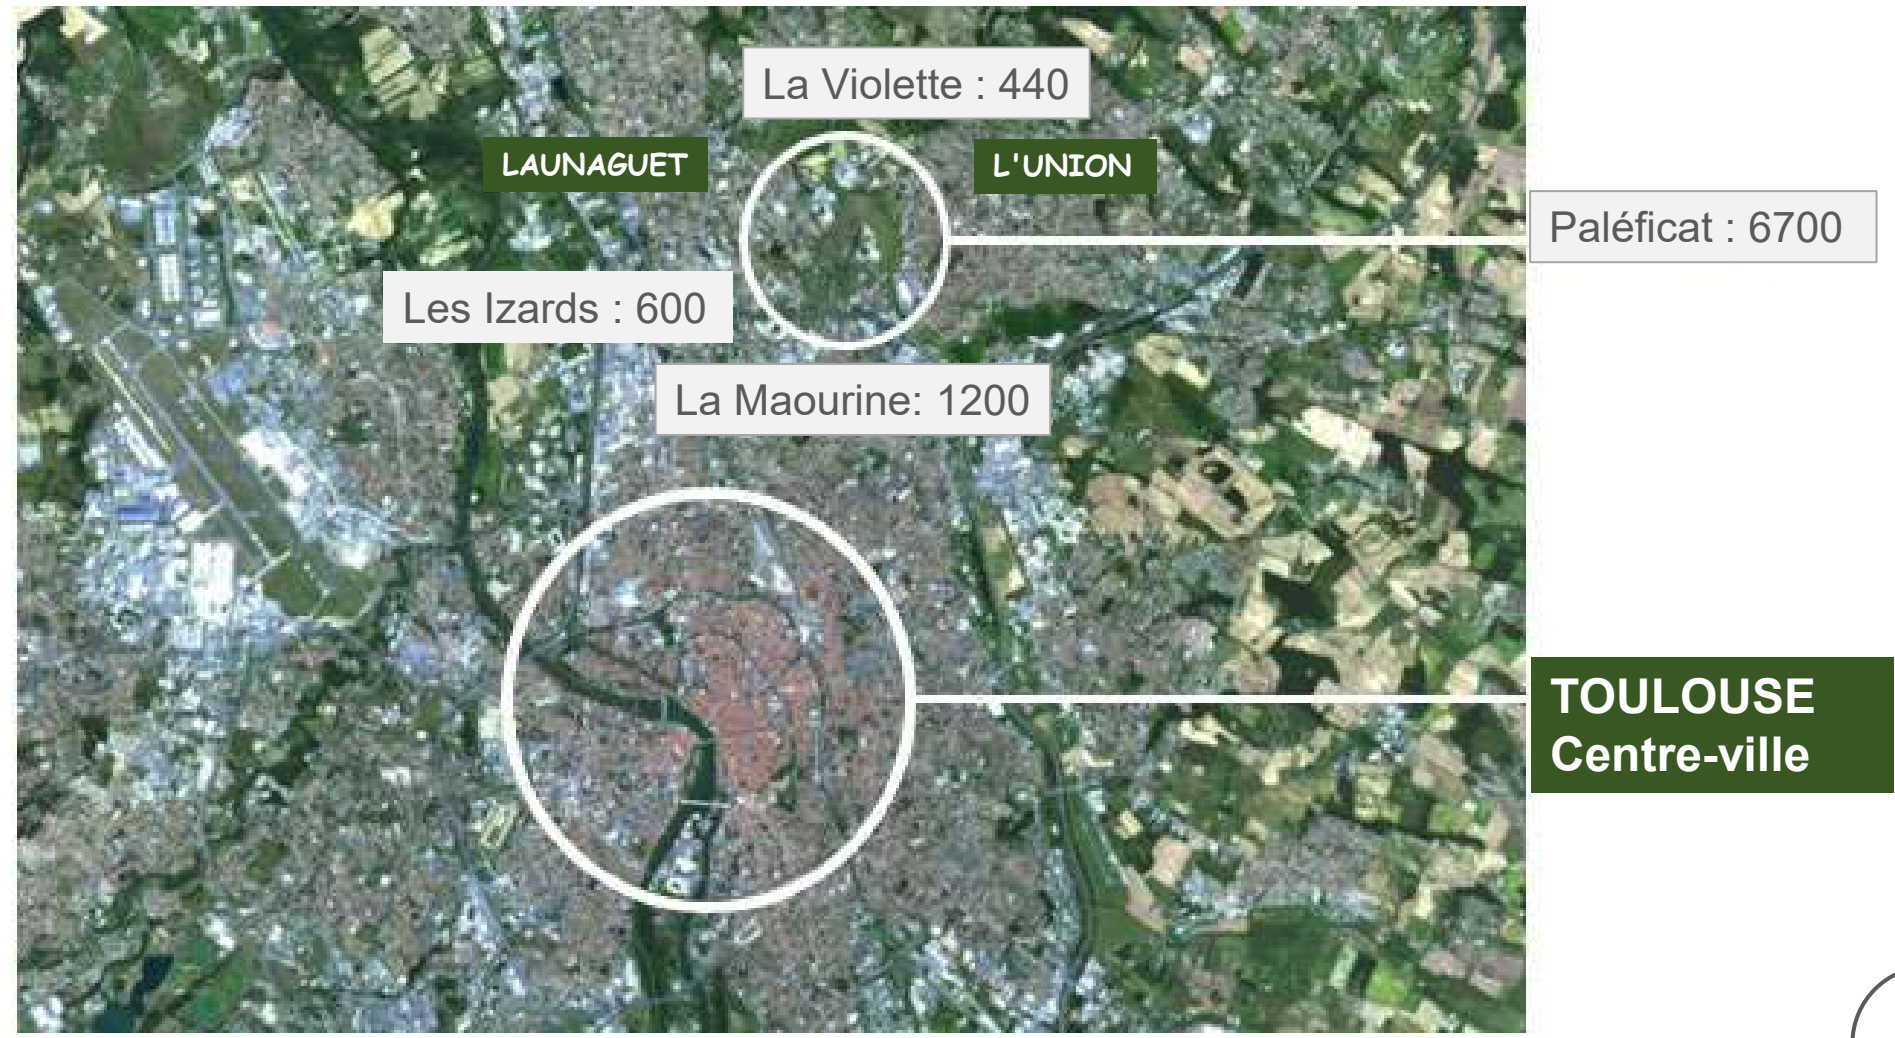 La Violette : 440
LAUNAGUET
L'UNION
Paléficat : 6700
Les Izards : 600
La Maourine: 1200
TOULOUSE
Centre-ville